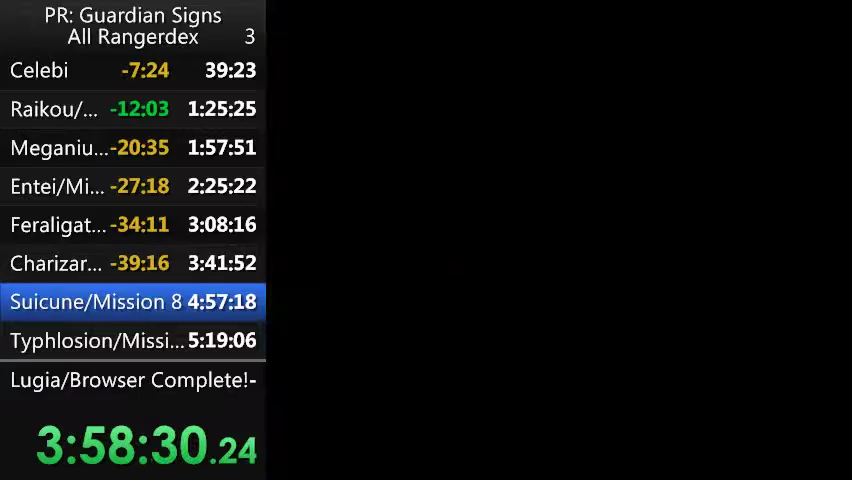 PR: Guardian Signs
All Rangerdex 3
Celebi -7:24 39:23
Raikou/... -12:03 1:25:25
Meganiu... -20:35 1:57:51
Entei/Mi... -27:18 2:25:22
Feraligat... -34:11 3:08:16
Charizar... -39:16 3:41:52
Suicune/Mission 8 4:57:18
Typhlosion/Missi... 5:19:06
Lugia/Browser Complete!-
3:58:30.24